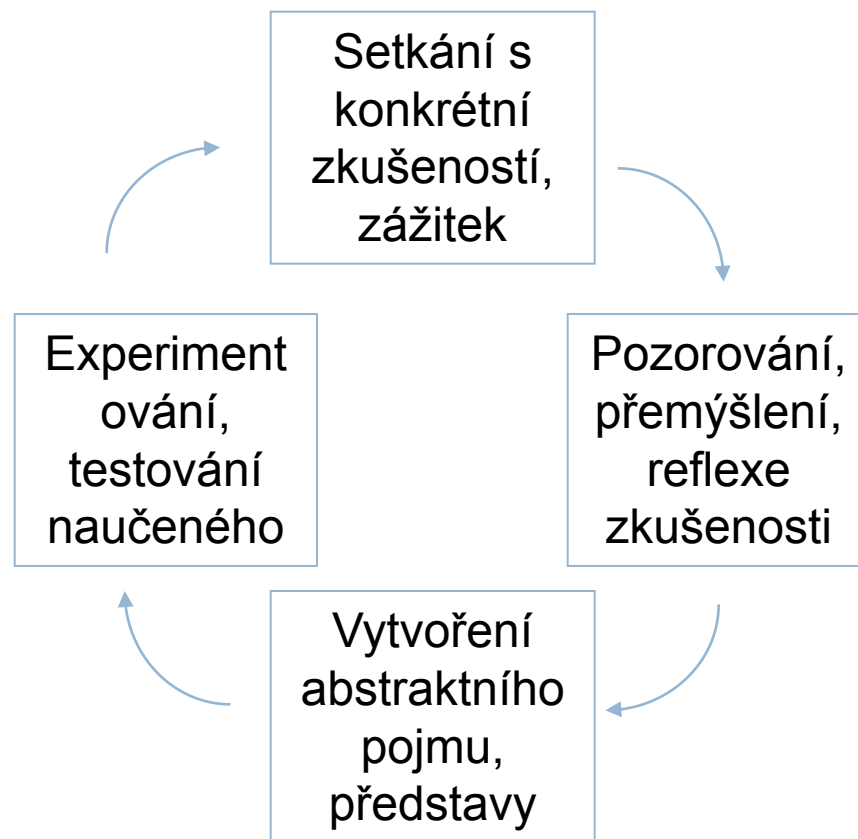 Setkání s
konkrétní
zkušeností,
zážitek
Pozorování,
přemýšlení,
reflexe
zkušenosti
Vytvoření
abstraktního
pojmu,
představy
Experiment
ování,
testování
naučeného